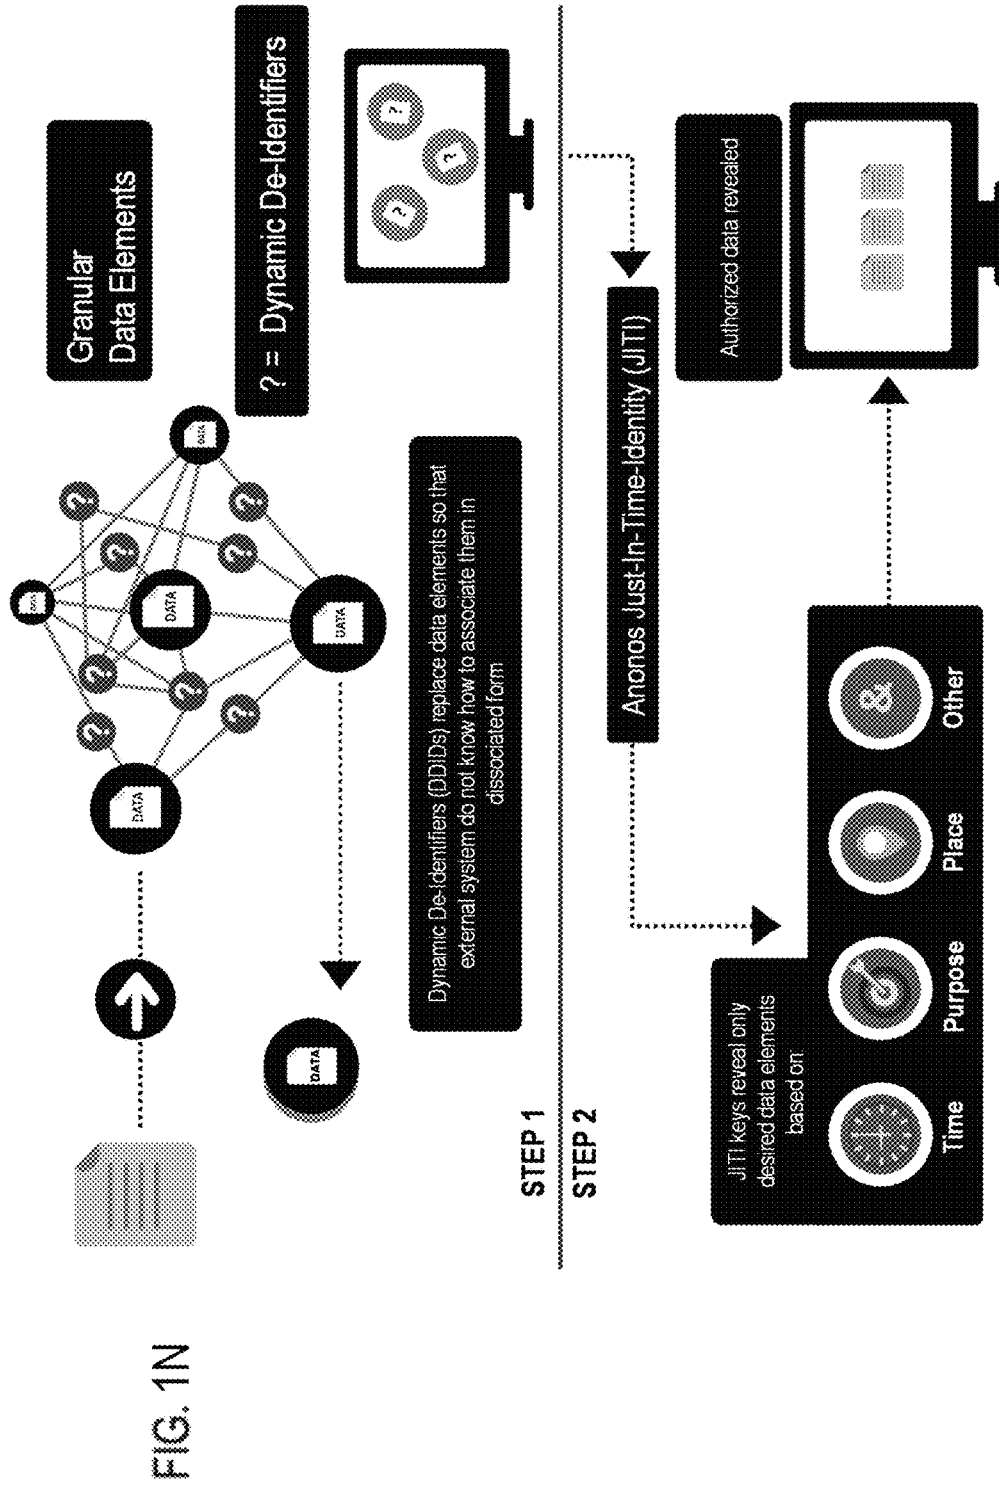 FIG. 1N
Granular
Data Elements
? = Dynamic De-Identifiers
DATA
DATA
DATA
DATA
DATA
?
?
?
?
?
?
?
?
?
?
?
DATA
Dynamic De-Identifiers (DDIDs) replace data elements so that
external system do not know how to associate them in
dissociated form
STEP 1
STEP 2
Anonos Just-In-Time-Identity (JITI)
JITI keys reveal only
desired data elements
based on
Time
Purpose
Place
&
Other
Authorized data revealed